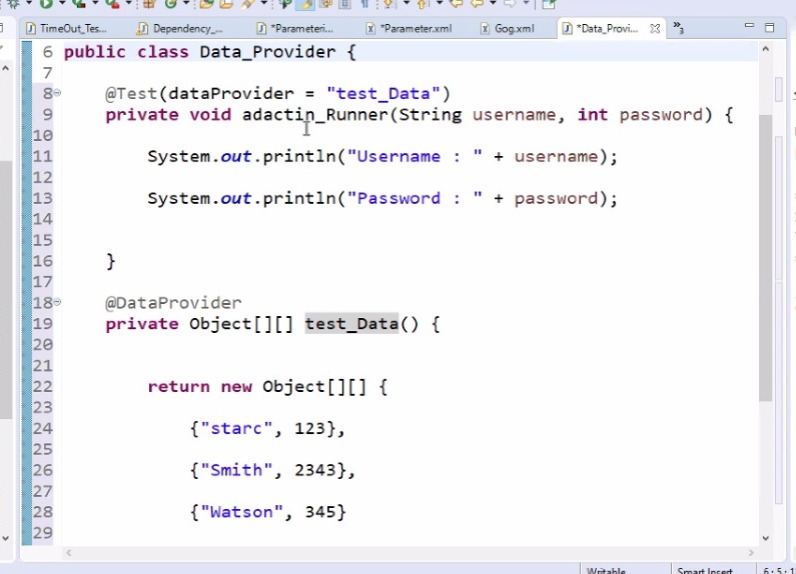 TimeOut_Tes...
Dependency_...
*Parameteri...
*Parameter.xml
Gog.xml
*Data_Provi...
»3
6 public class Data_Provider {
7
8 @Test(dataProvider = "test_Data")
9 private void adactin_Runner(String username, int password) {
10
11 System.out.println("Username : " + username);
12
13 System.out.println("Password : " + password);
14
15
16 }
17
18 @DataProvider
19 private Object[][] test_Data() {
20
21
22 return new Object[][] {
23
24 {"starc", 123},
25
26 {"Smith", 2343},
27
28 {"Watson", 345}
29
Writable
Smart Insert